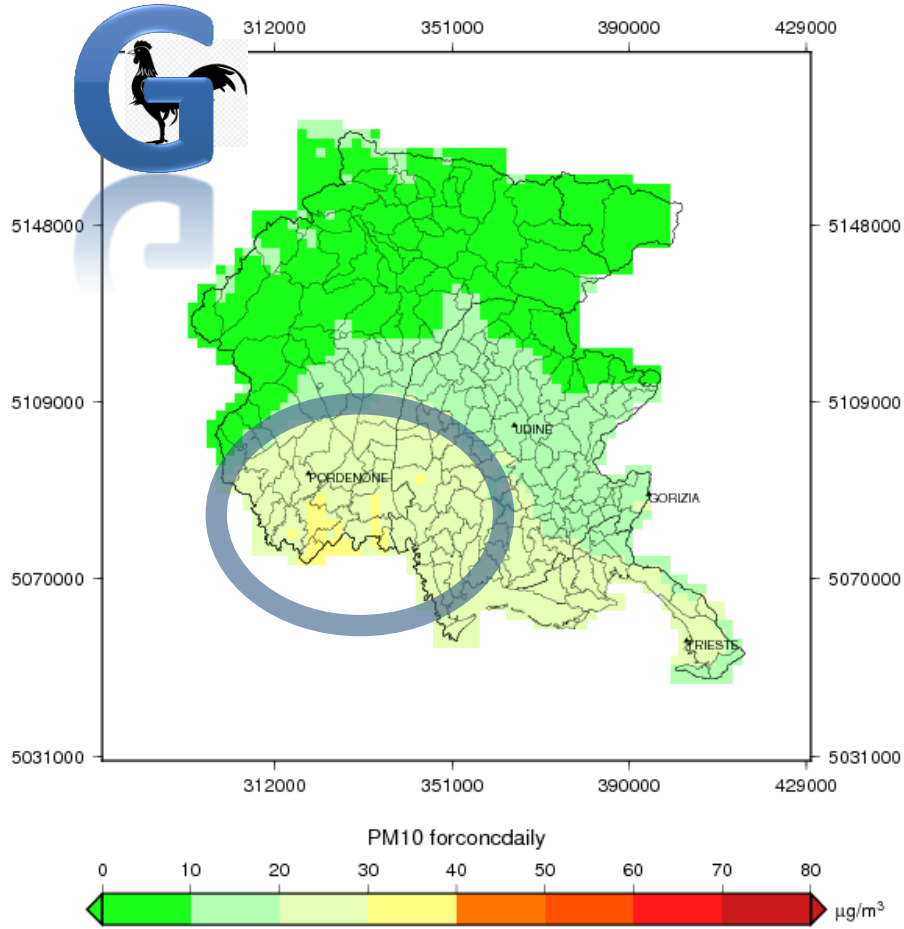 G
312000 351000 390000 429000
5148000 5148000
5109000 5109000
UDINE
PORDENONE
GORIZIA
5070000 5070000
TRIESTE
5031000 5031000
312000 351000 390000 429000
PM10 forconcdaily
0 10 20 30 40 50 60 70 80
µg/m³